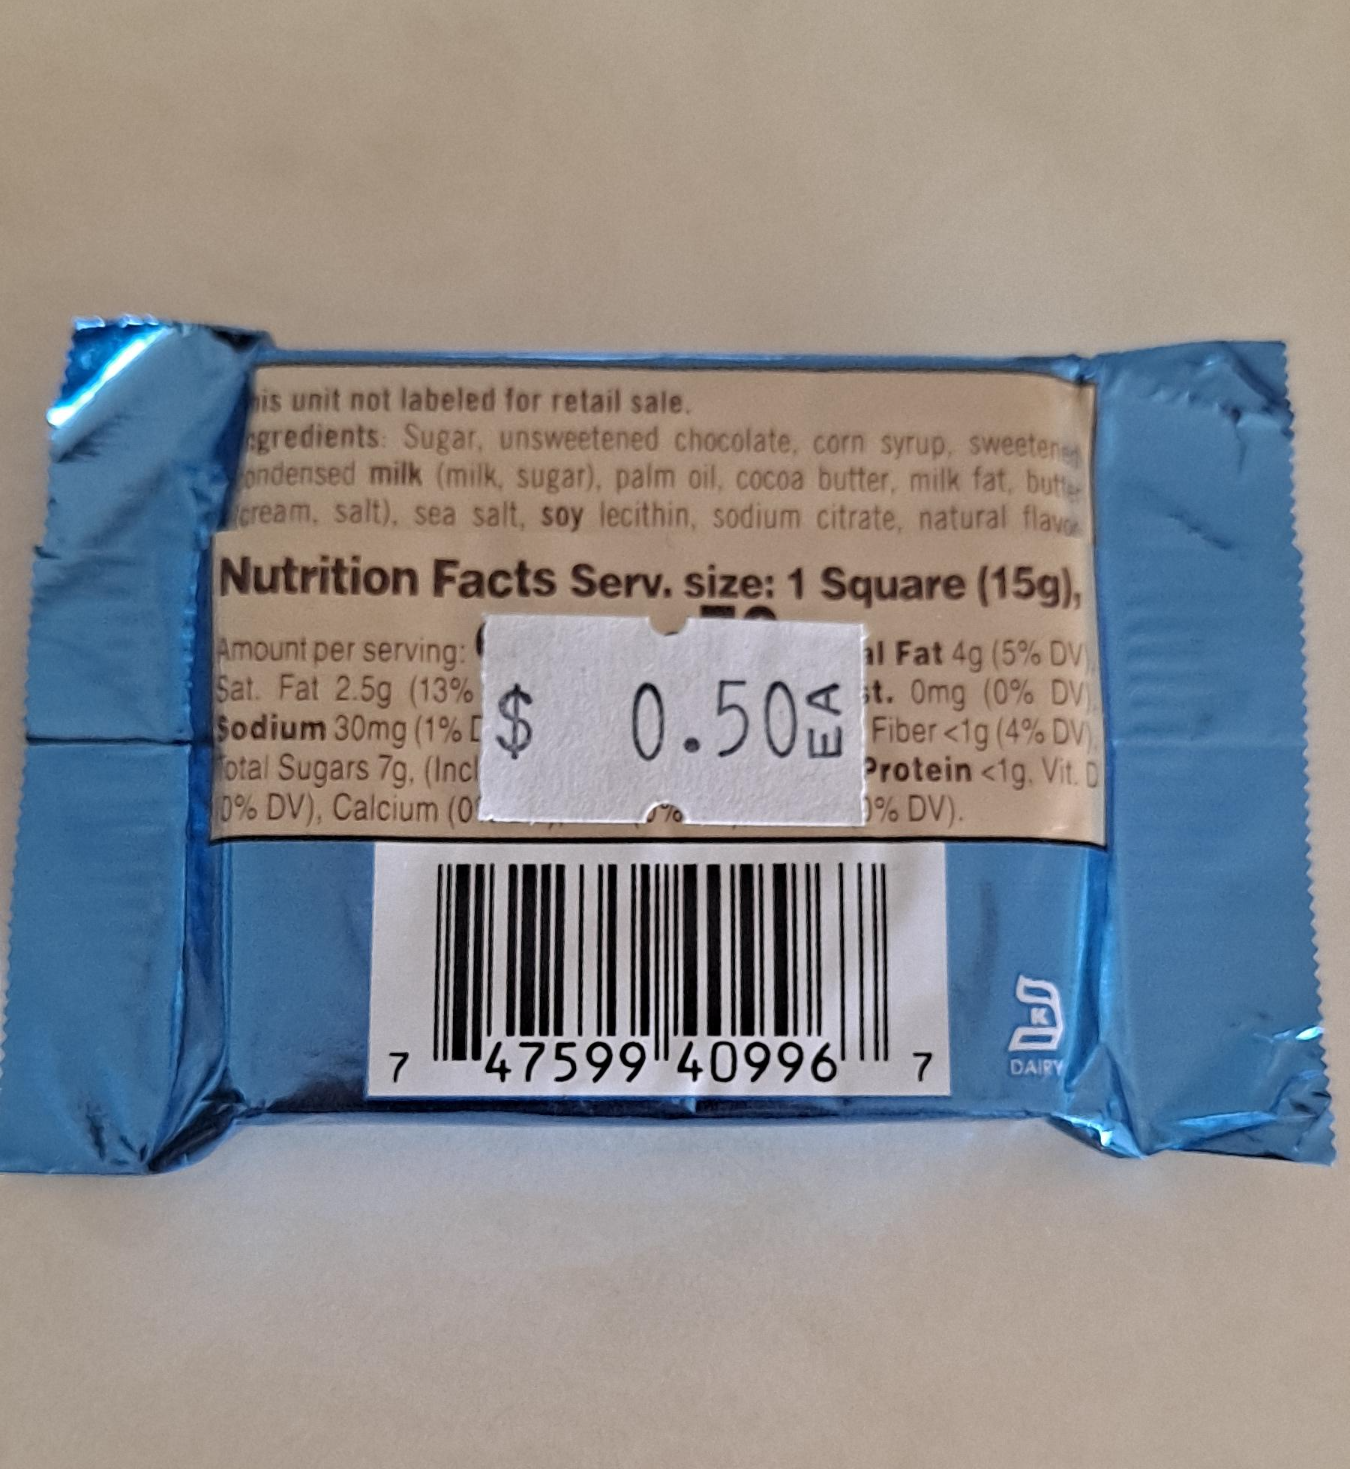 his unit not labeled for retail sale.
ngredients: Sugar, unsweetened chocolate, corn syrup, sweetened
ondensed milk (milk, sugar), palm oil, cocoa butter, milk fat, butter
(cream, salt), sea salt, soy lecithin, sodium citrate, natural flavor
Nutrition Facts Serv. size: 1 Square (15g),
Amount per serving: al Fat 4g (5% DV),
Sat. Fat 2.5g (13% st. 0mg (0% DV),
Sodium 30mg (1% D Fiber <1g (4% DV),
Total Sugars 7g, (Incl Protein <1g, Vit. D
(0% DV), Calcium (0% 0% DV).
$ 0.50 EA
7 47599 40996 7
K
DAIRY